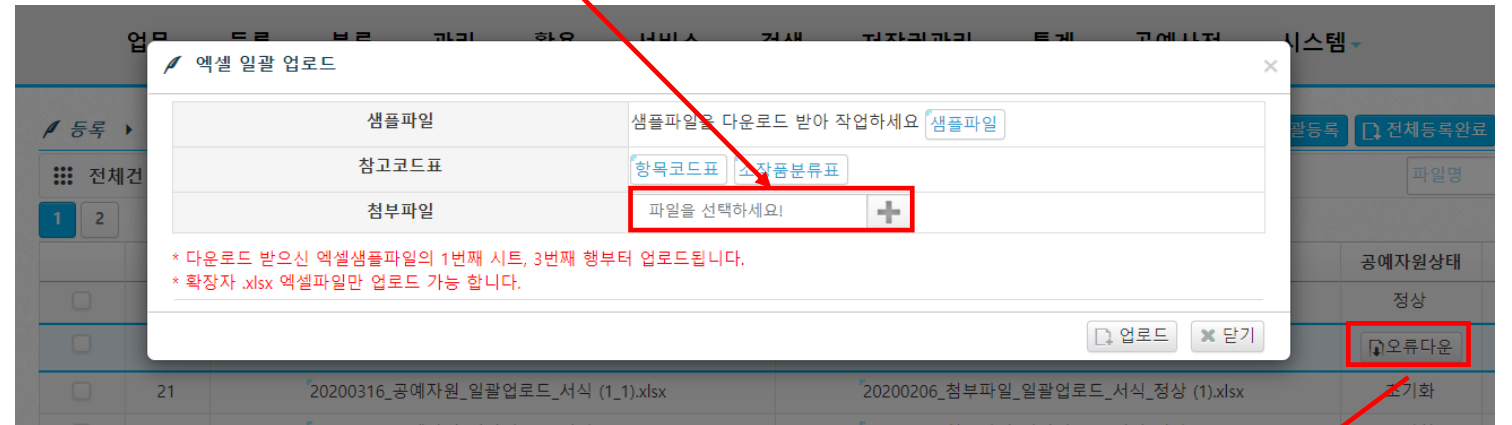 시스템
엑셀 일괄 업로드
등록
괄등록 전체등록완료
샘플파일 샘플파일을 다운로드 받아 작업하세요 샘플파일
전체건
파일명
참고코드표 항목코드표 소작품분류표
첨부파일 파일을 선택하세요!
1 2
* 다운로드 받으신 엑셀샘플파일의 1번째 시트, 3번째 행부터 업로드됩니다.
* 확장자 .xlsx 엑셀파일만 업로드 가능 합니다.
공예자원상태
정상
업로드 닫기
오류다운
21 20200316_공예자원_일괄업로드_서식 (1_1).xlsx 20200206_첨부파일_일괄업로드_서식_정상 (1).xlsx 초기화